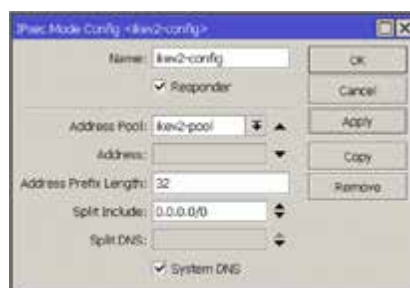 IPsec Mode Config <ikev2-config>
Name: ikev2-config
Responder
Address Pool: ikev2-pool
Address:
Address Prefix Length: 32
Split Include: 0.0.0.0/0
Split DNS:
System DNS
OK
Cancel
Apply
Copy
Remove